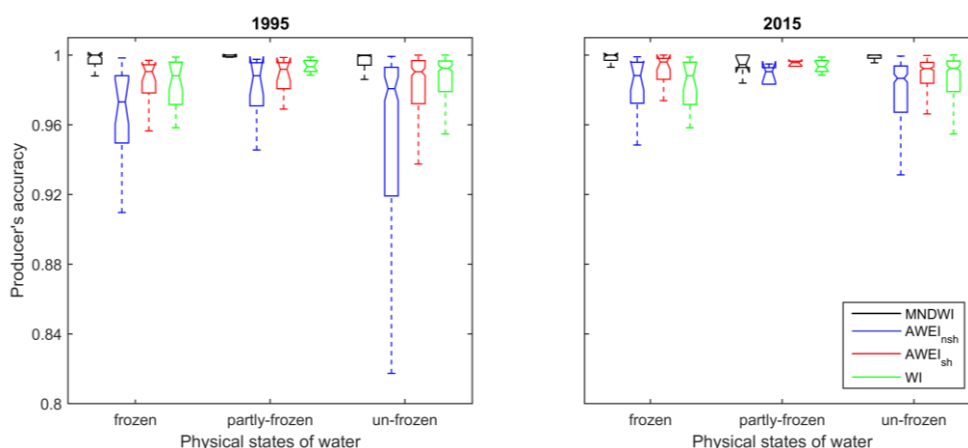 1995
2015
Producer's accuracy
1
0.96
0.92
0.88
0.84
0.8
frozen
partly-frozen
un-frozen
Physical states of water
frozen
partly-frozen
un-frozen
Physical states of water
MNDWI
AWEInsh
AWEIsh
WI